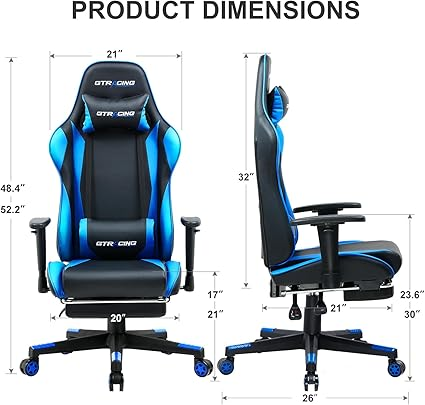 PRODUCT DIMENSIONS
21"
GTRACING
GTRACING
48.4"
52.2"
GTRACING
17"
21"
20"
32"
21"
23.6"
30"
26"